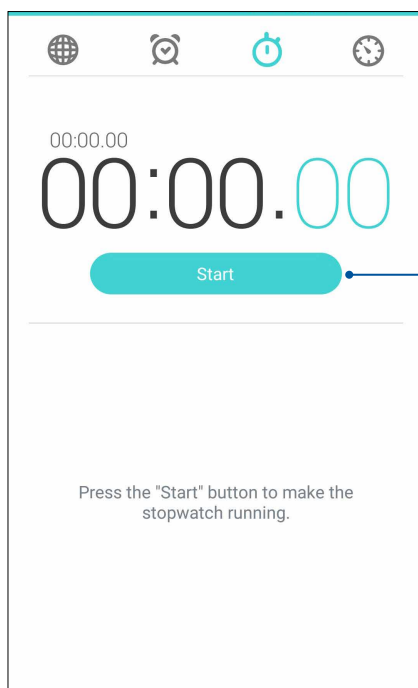 00:00.00
00:00.00
Start
Press the "Start" button to make the
stopwatch running.